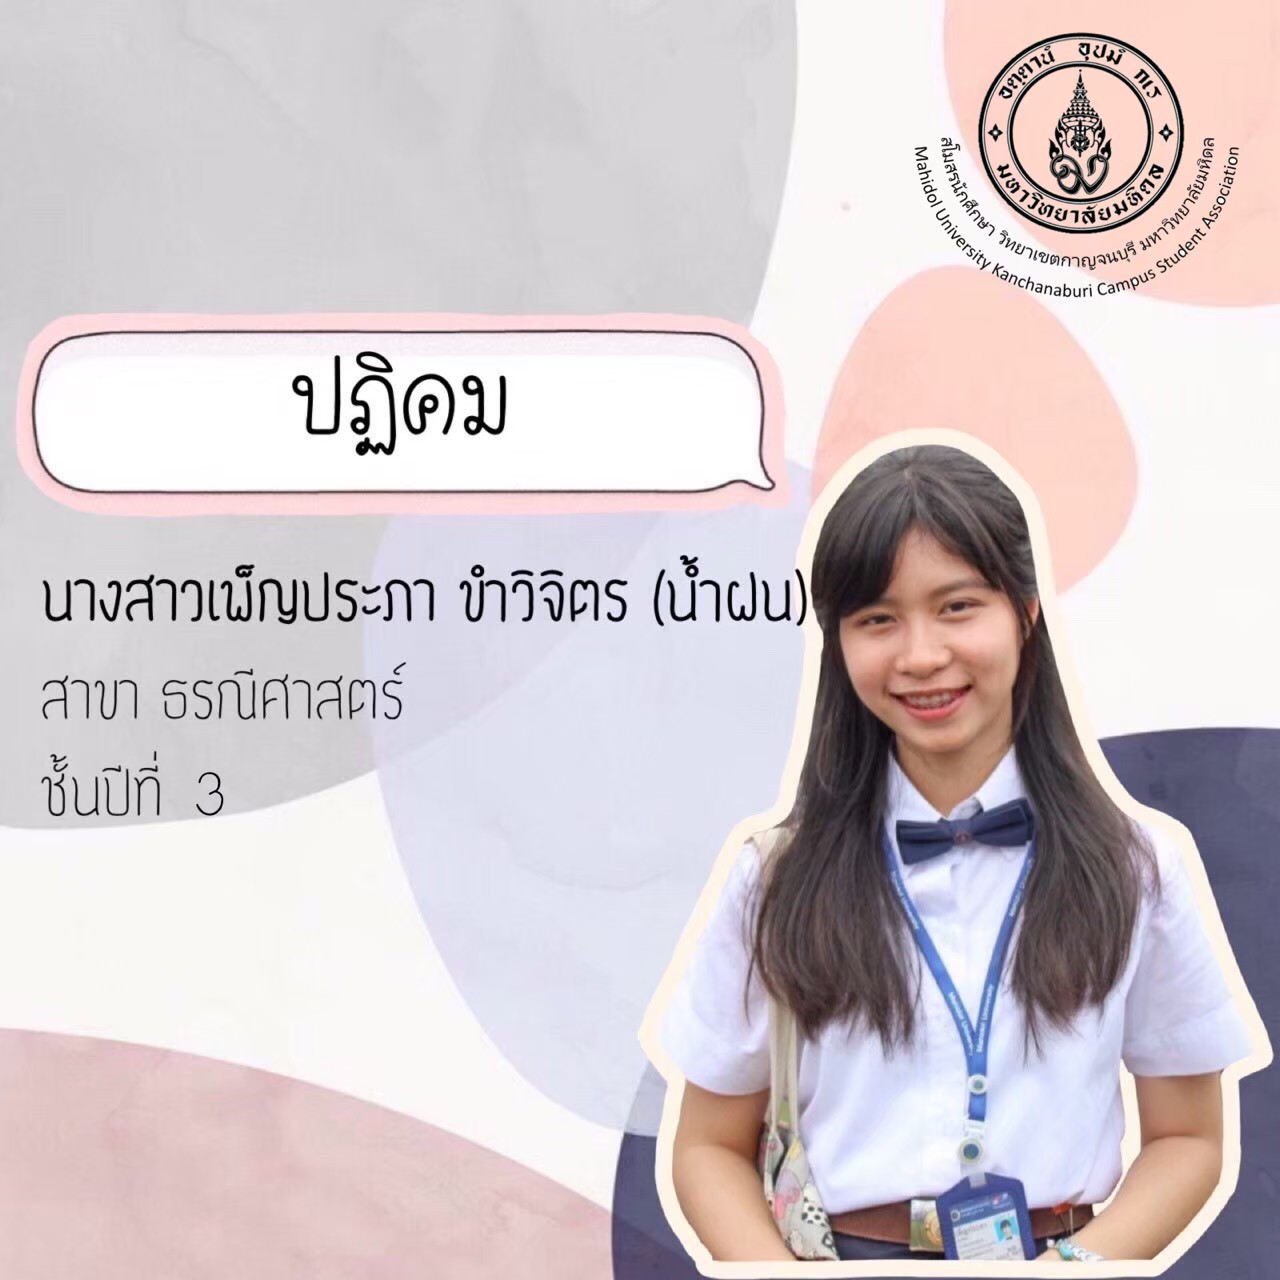 อตฺตานํ อุปมํ กเร
มหาวิทยาลัยมหิดล
สโมสรนักศึกษา วิทยาเขตกาญจนบุรี มหาวิทยาลัยมหิดล
Mahidol University Kanchanaburi Campus Student Association
ปฏิคม
นางสาวเพ็ญประภา ขำวิจิตร (น้ำฝน)
สาขา ธรณีศาสตร์
ชั้นปีที่ 3
Mahidol University
Mahidol University